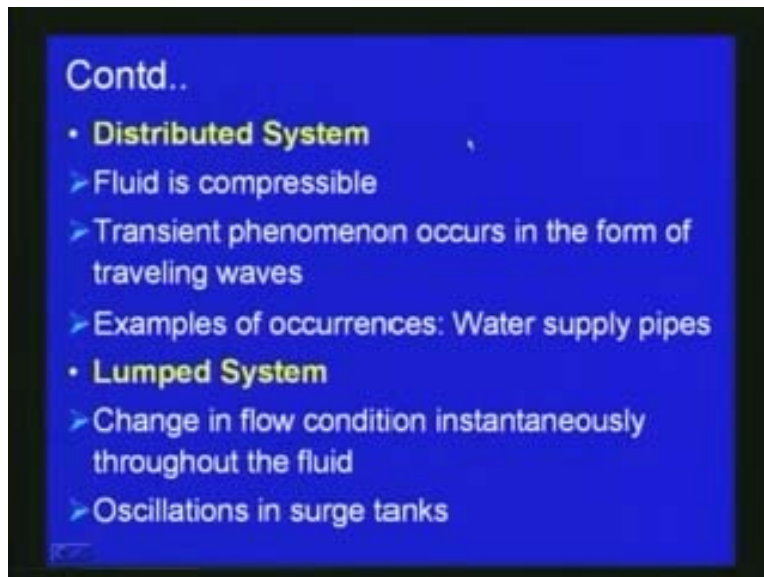 Contd..
• Distributed System
➢Fluid is compressible
➢Transient phenomenon occurs in the form of
traveling waves
➢Examples of occurrences: Water supply pipes
• Lumped System
➢Change in flow condition instantaneously
throughout the fluid
➢Oscillations in surge tanks